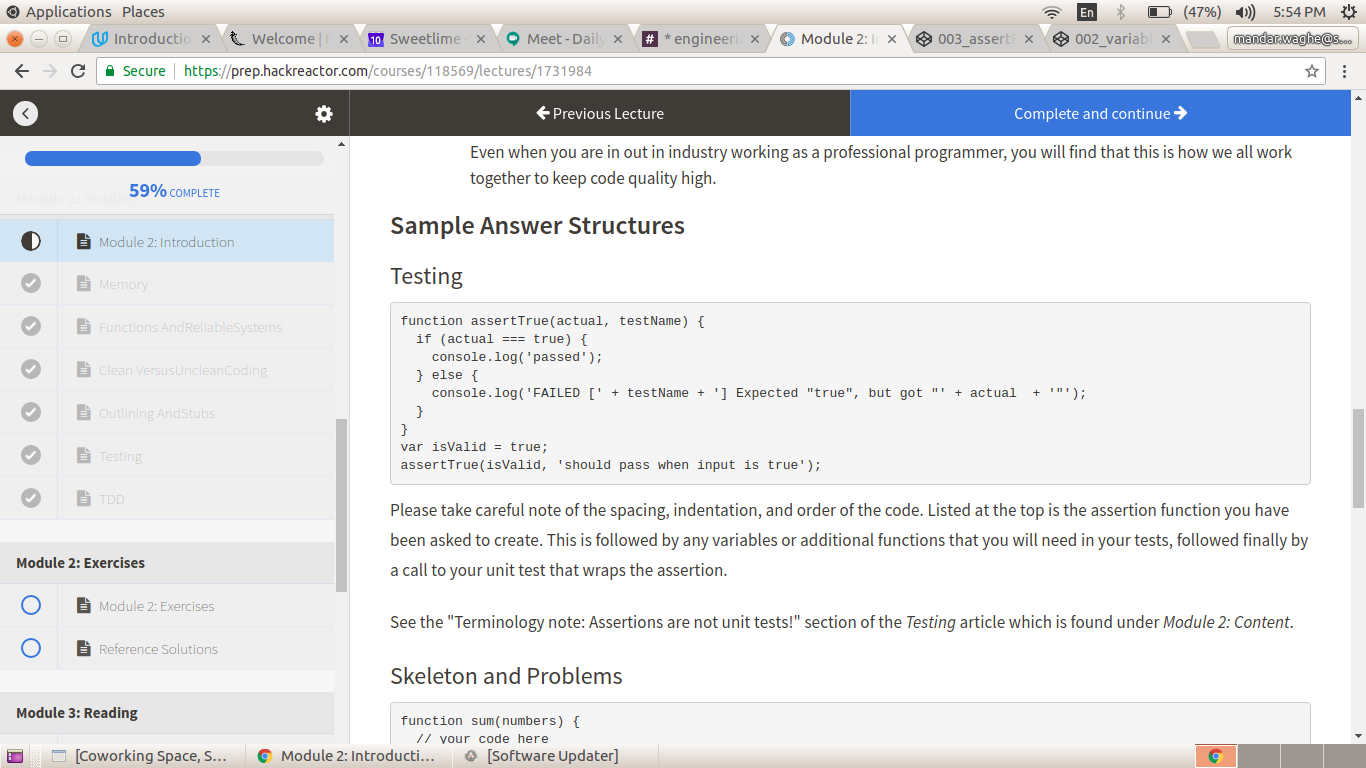 Applications Places
En (47%) 5:54 PM
Introductio Welcome | F Sweetlime - Meet - Daily * engineeri Module 2: In 003_assertE 002_variabl mandar.waghe@s...
Secure https://prep.hackreactor.com/courses/118569/lectures/1731984
Previous Lecture
Complete and continue
59% COMPLETE
Module 2: Reading
Module 2: Introduction
Memory
Functions AndReliableSystems
Clean VersusUncleanCoding
Outlining AndStubs
Testing
TDD
Module 2: Exercises
Module 2: Exercises
Reference Solutions
Module 3: Reading
Even when you are in out in industry working as a professional programmer, you will find that this is how we all work
together to keep code quality high.
Sample Answer Structures
Testing
function assertTrue(actual, testName) {
  if (actual === true) {
    console.log('passed');
  } else {
    console.log('FAILED [' + testName + '] Expected "true", but got "' + actual  + '"');
  }
}
var isValid = true;
assertTrue(isValid, 'should pass when input is true');
Please take careful note of the spacing, indentation, and order of the code. Listed at the top is the assertion function you have
been asked to create. This is followed by any variables or additional functions that you will need in your tests, followed finally by
a call to your unit test that wraps the assertion.
See the "Terminology note: Assertions are not unit tests!" section of the Testing article which is found under Module 2: Content.
Skeleton and Problems
function sum(numbers) {
  // your code here
[Coworking Space, S... Module 2: Introducti... [Software Updater]